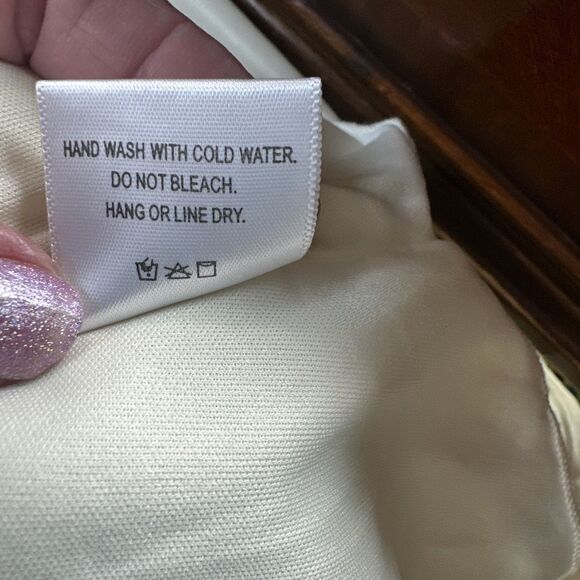 HAND WASH WITH COLD WATER.
DO NOT BLEACH.
HANG OR LINE DRY.